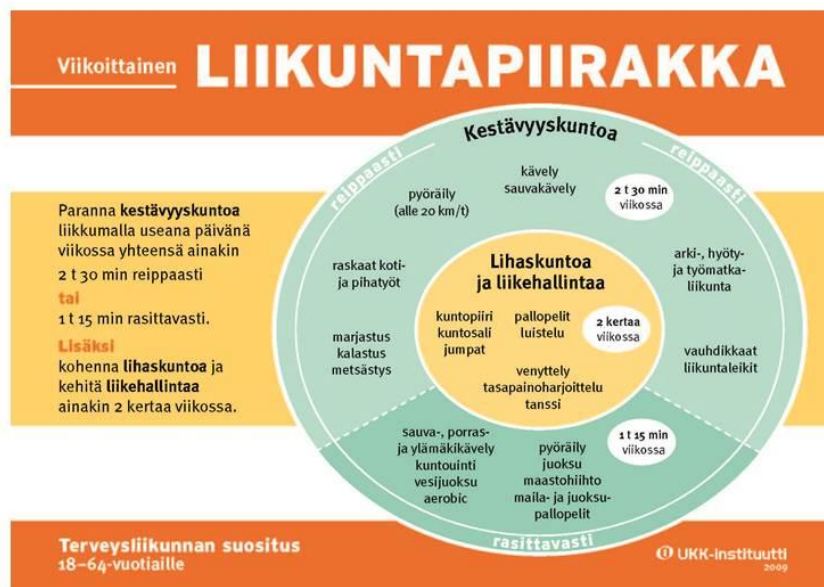 Viikoittainen LIIKUNTAPIIRAKKA
Paranna kestävyyskuntoa
liikkumalla useana päivänä
viikossa yhteensä ainakin
2 t 30 min reippaasti
tai
1 t 15 min rasittavasti.
Lisäksi
kohenna lihaskuntoa ja
kehitä liikehallintaa
ainakin 2 kertaa viikossa.
Kestävyyskuntoa
reippaasti
reippaasti
kävely
sauvakävely
2 t 30 min
viikossa
pyöräily
(alle 20 km/t)
raskaat koti-
ja pihatyöt
marjastus
kalastus
metsästys
arki-, hyöty-
ja työmatka-
liikunta
vauhdikkaat
liikuntaleikit
Lihaskuntoa
ja liikehallintaa
kuntopiiri
kuntosali
jumpat
pallopelit
luistelu
2 kertaa
viikossa
venyttely
tasapainoharjoittelu
tanssi
sauva-, porras-
ja ylämäkikävely
kuntouinti
vesijuoksu
aerobic
pyöräily
juoksu
maastohiihto
maila- ja juoksu-
pallopelit
1 t 15 min
viikossa
rasittavasti
Terveysliikunnan suositus
18–64-vuotiaille
UKK-instituutti
2009